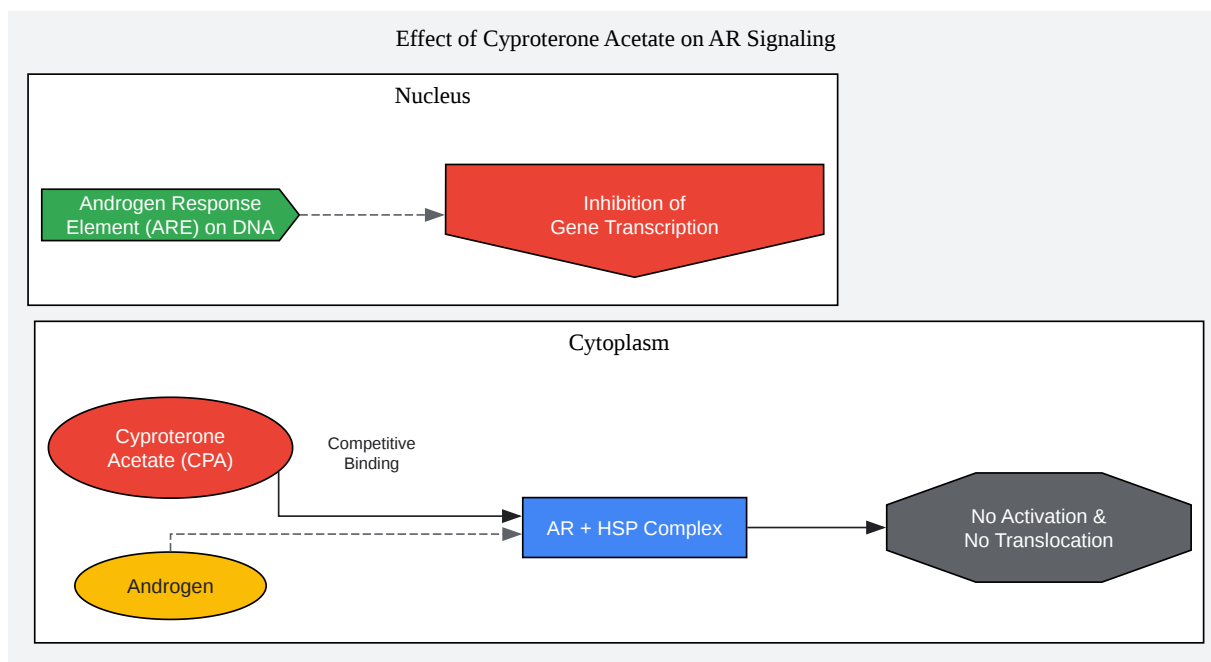 Effect of Cyproterone Acetate on AR Signaling
Nucleus
Androgen Response
Element (ARE) on DNA
Inhibition of
Gene Transcription
Cytoplasm
Cyproterone
Acetate (CPA)
Competitive
Binding
AR + HSP Complex
No Activation &
No Translocation
Androgen